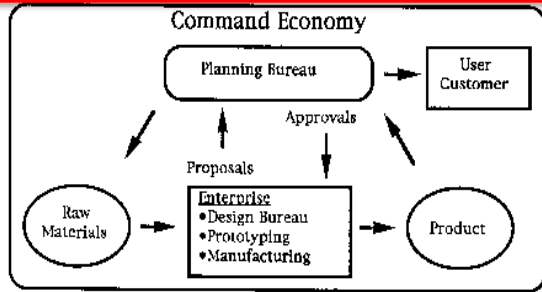 Command Economy
Planning Bureau
User
Customer
Approvals
Proposals
Raw
Materials
Enterprise
•Design Bureau
•Prototyping
•Manufacturing
Product